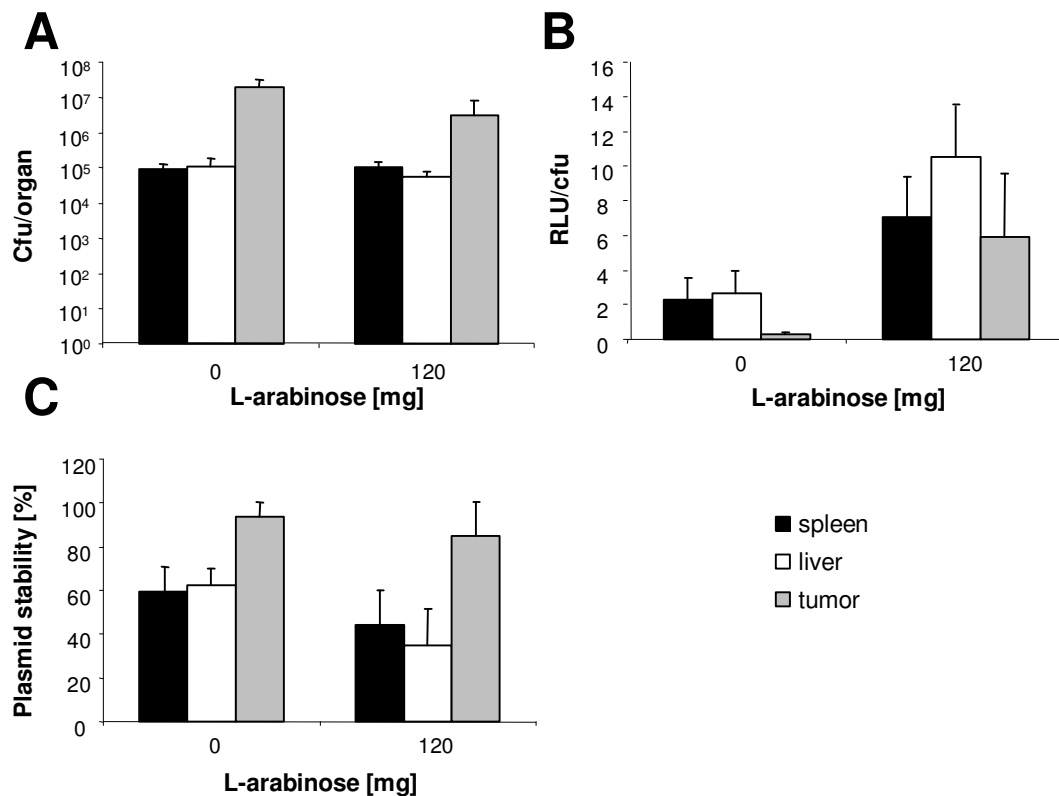 A
Cfu/organ
10⁸
10⁷
10⁶
10⁵
10⁴
10³
10²
10¹
10⁰
0 120
L-arabinose [mg]
B
RLU/cfu
16
14
12
10
8
6
4
2
0
0 120
L-arabinose [mg]
C
Plasmid stability [%]
120
100
80
60
40
20
0
0 120
L-arabinose [mg]
spleen
liver
tumor